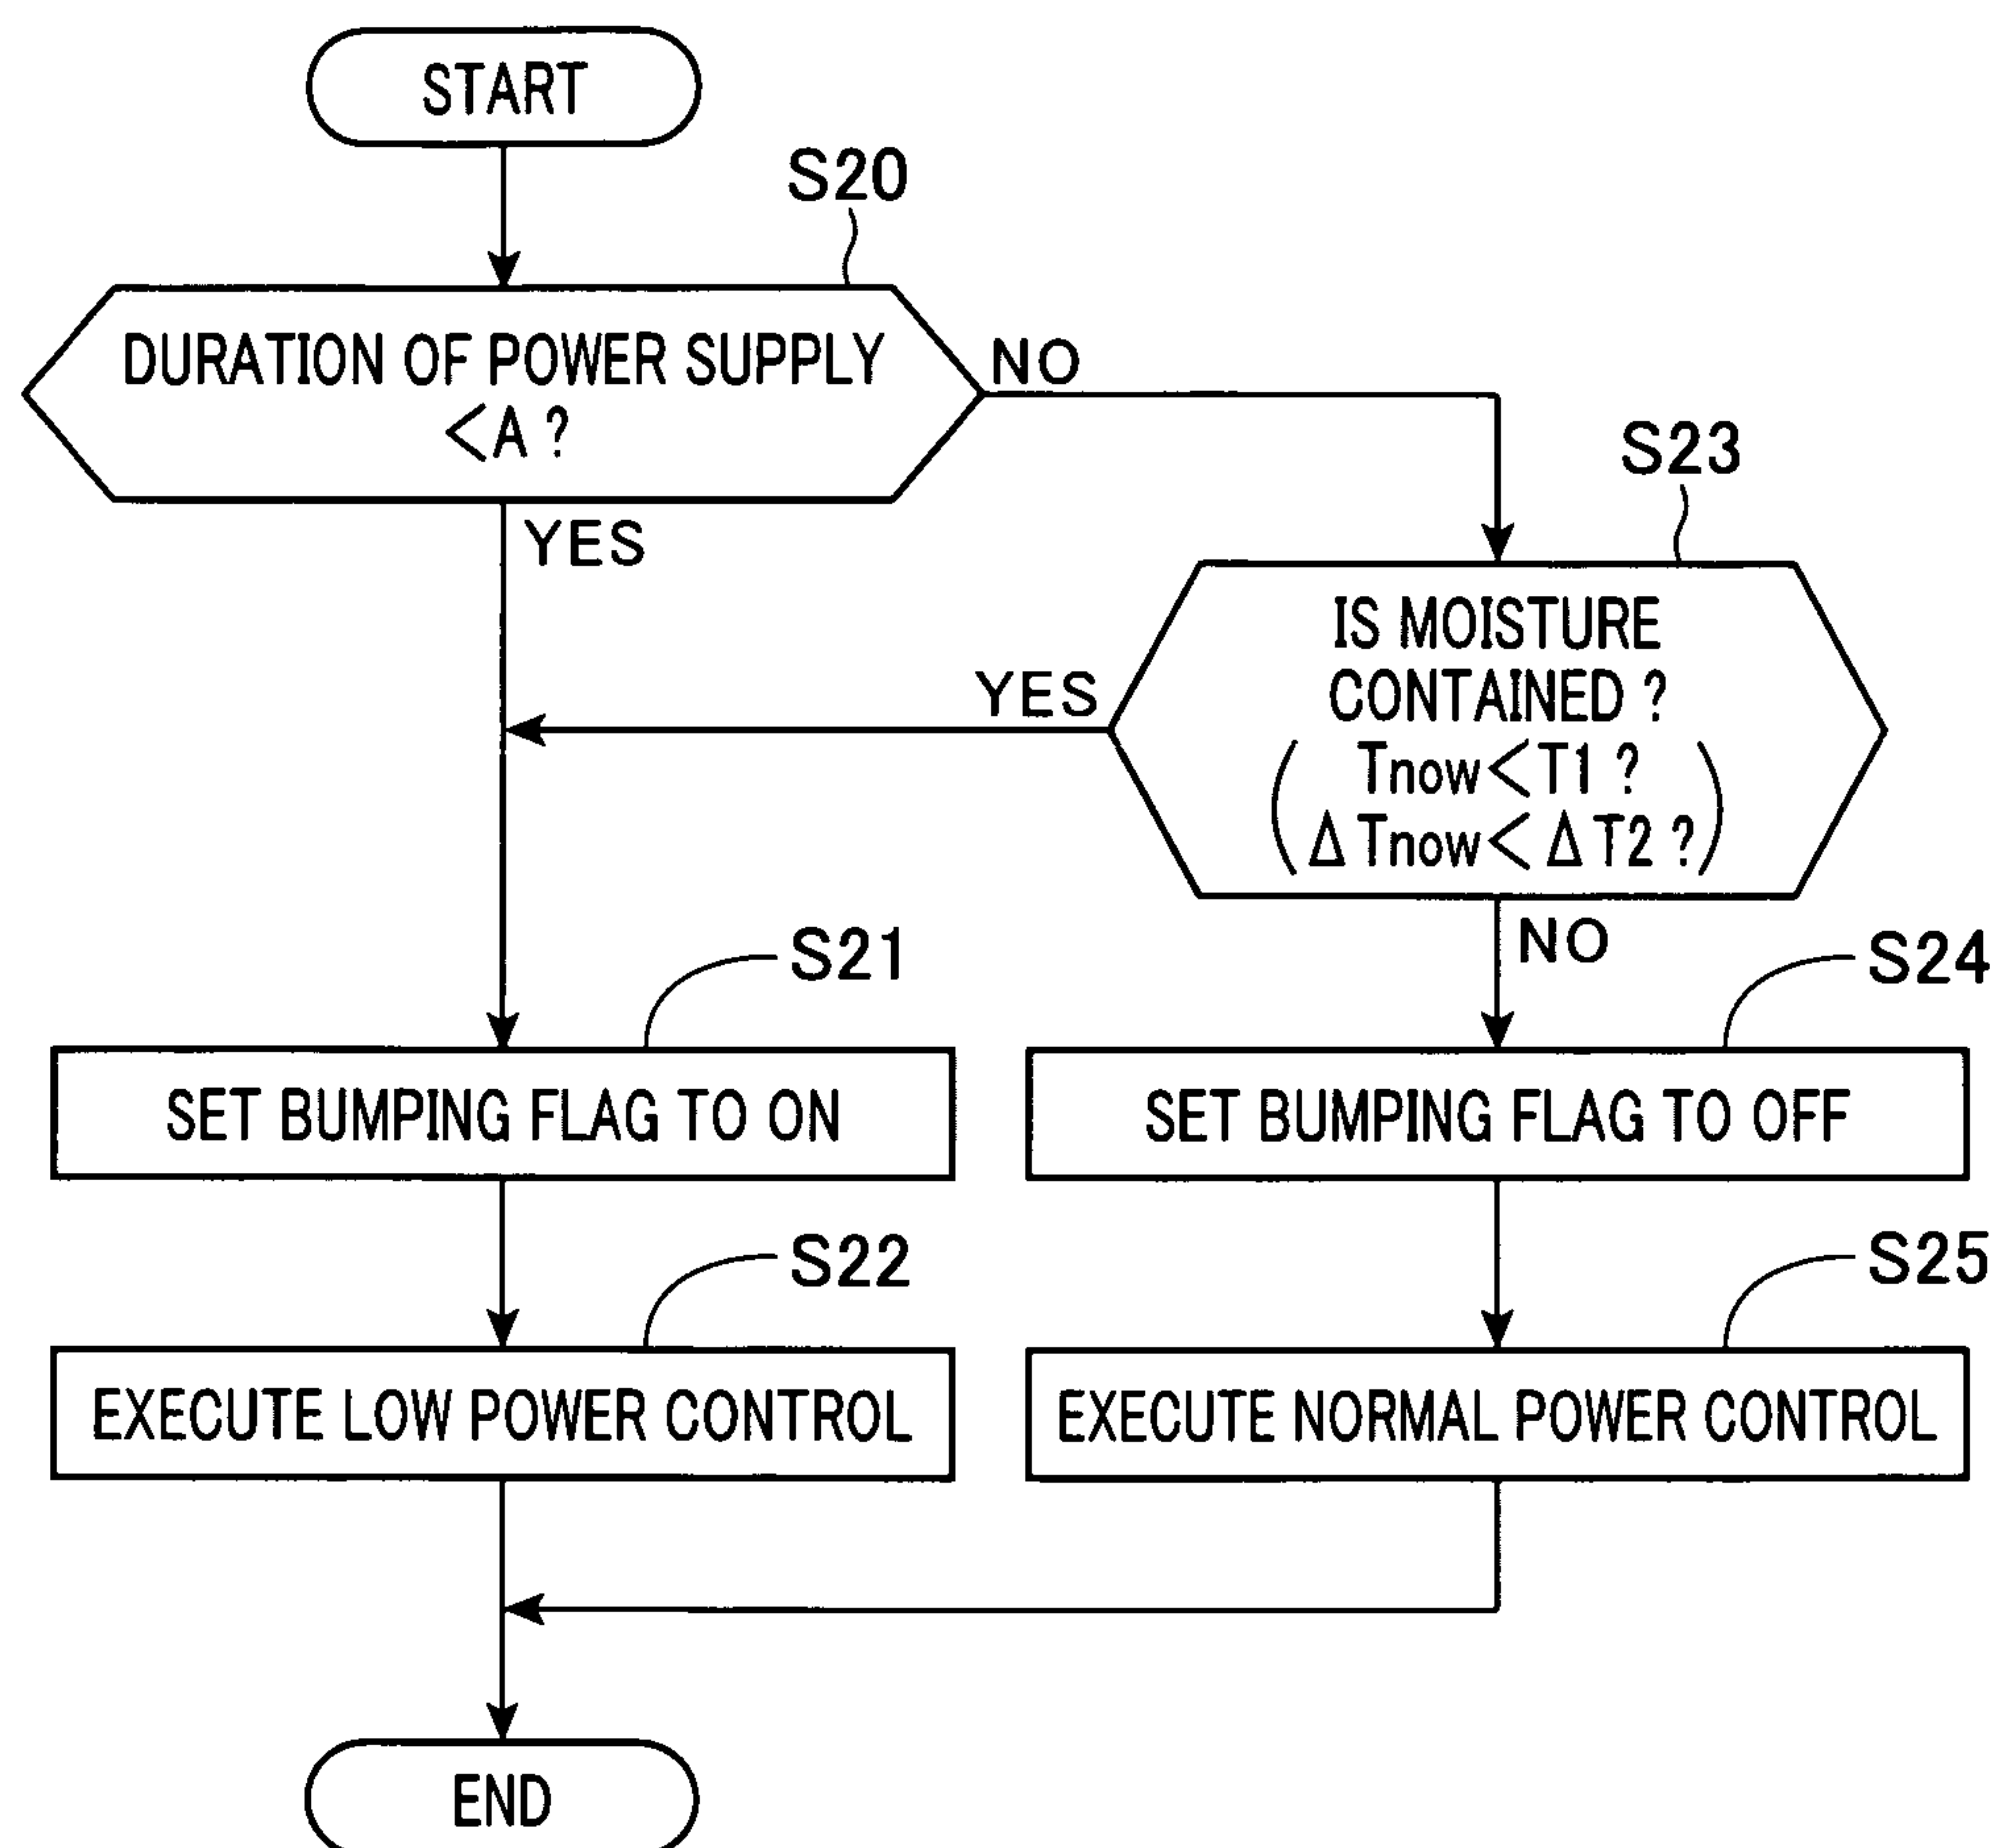 START
S20
DURATION OF POWER SUPPLY
<A ?
NO
YES
S23
IS MOISTURE
CONTAINED ?
Tnow<T1 ?
ΔTnow<ΔT2 ?
YES
NO
S21
SET BUMPING FLAG TO ON
S24
SET BUMPING FLAG TO OFF
S22
EXECUTE LOW POWER CONTROL
S25
EXECUTE NORMAL POWER CONTROL
END